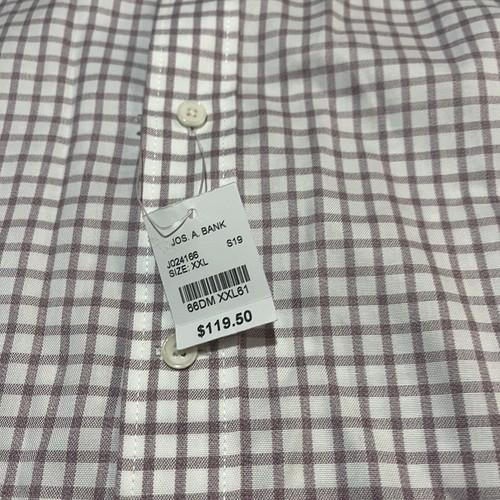 JOS. A. BANK
S19
J024166
SIZE: XXL
66DM XXL61
$119.50